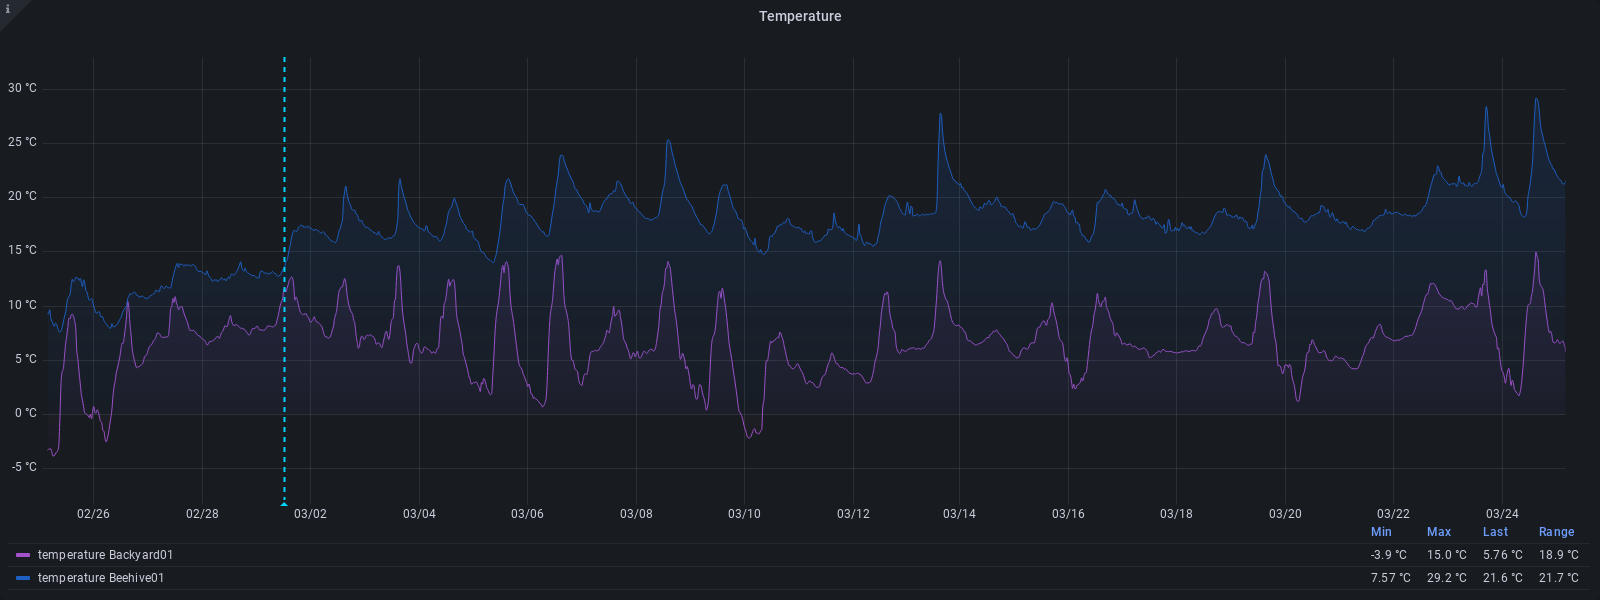 i
Temperature
30 °C
25 °C
20 °C
15 °C
10 °C
5 °C
0 °C
-5 °C
02/26 02/28 03/02 03/04 03/06 03/08 03/10 03/12 03/14 03/16 03/18 03/20 03/22 03/24
Min Max Last Range
temperature Backyard01 -3.9 °C 15.0 °C 5.76 °C 18.9 °C
temperature Beehive01 7.57 °C 29.2 °C 21.6 °C 21.7 °C